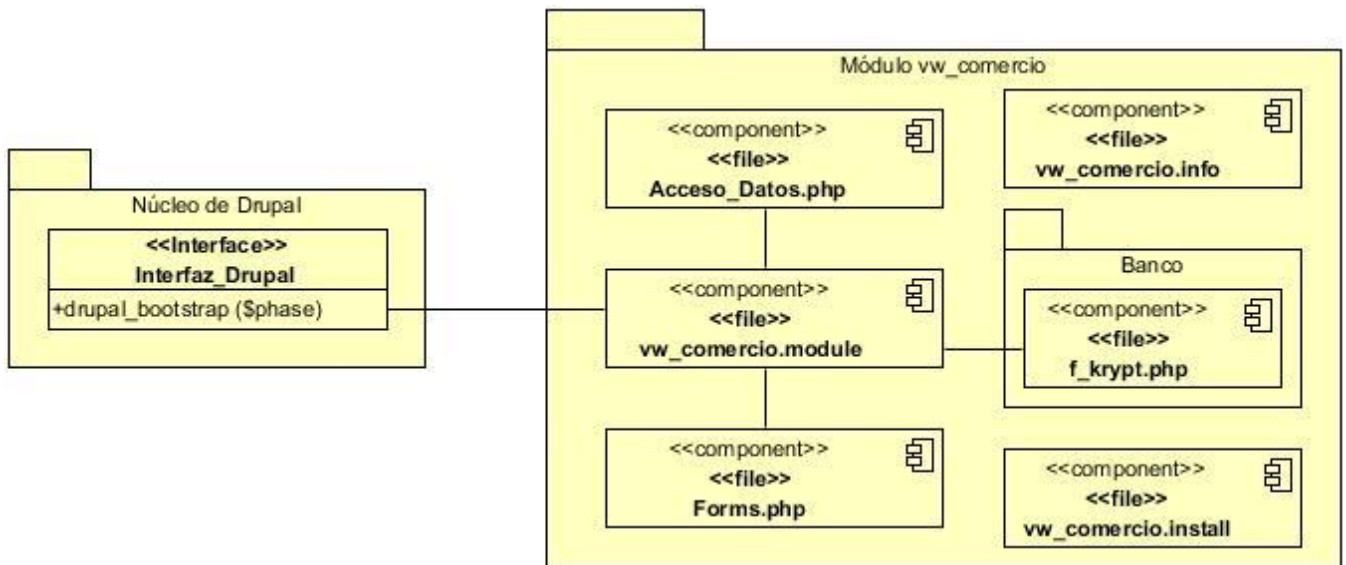 Núcleo de Drupal
<<Interface>>
Interfaz_Drupal
+drupal_bootstrap ($phase)
Módulo vw_comercio
<<component>>
<<file>>
Acceso_Datos.php
<<component>>
<<file>>
vw_comercio.info
<<component>>
<<file>>
vw_comercio.module
Banco
<<component>>
<<file>>
f_krypt.php
<<component>>
<<file>>
Forms.php
<<component>>
<<file>>
vw_comercio.install